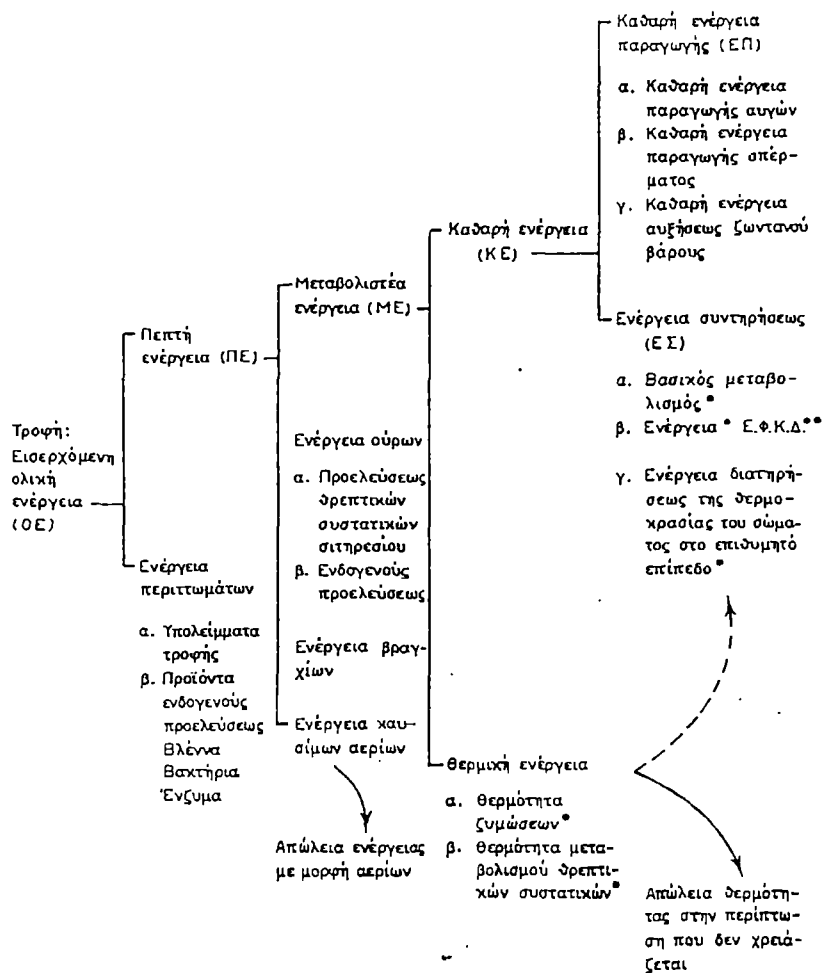 Καθαρή ενέργεια
παραγωγής (ΕΠ)
α. Καθαρή ενέργεια
παραγωγής αυγών
β. Καθαρή ενέργεια
παραγωγής σπέρ-
ματος
γ. Καθαρή ενέργεια
αυξήσεως ζωντανού
βάρους
Καθαρή ενέργεια
(ΚΕ)
Μεταβολιστέα
ενέργεια (ΜΕ)
Ενέργεια συντηρήσεως
(ΕΣ)
α. Βασικός μεταβο-
λισμός*
β. Ενέργεια* Ε.Φ.Κ.Δ.**
γ. Ενέργεια διατηρή-
σεως της θερμο-
κρασίας του σώμα-
τος στο επιθυμητό
επίπεδο*
Πεπτή
ενέργεια (ΠΕ)
Τροφή:
Εισερχόμενη
ολική
ενέργεια
(ΟΕ)
Ενέργεια ούρων
α. Προελεύσεως
θρεπτικών
συστατικών
σιτηρεσίου
β. Ενδογενούς
προελεύσεως
Ενέργεια
περιττωμάτων
α. Υπολείμματα
τροφής
β. Προϊόντα
ενδογενούς
προελεύσεως
Βλέννα
Βακτήρια
Ένζυμα
Ενέργεια βραγ-
χίων
Ενέργεια καυ-
σίμων αερίων
Απώλεια ενέργειας
με μορφή αερίων
Θερμική ενέργεια
α. Θερμότητα
ζυμώσεων*
β. Θερμότητα μετα-
βολισμού θρεπτι-
κών συστατικών*
Απώλεια θερμότη-
τας στην περίπτω-
ση που δεν χρειά-
ζεται